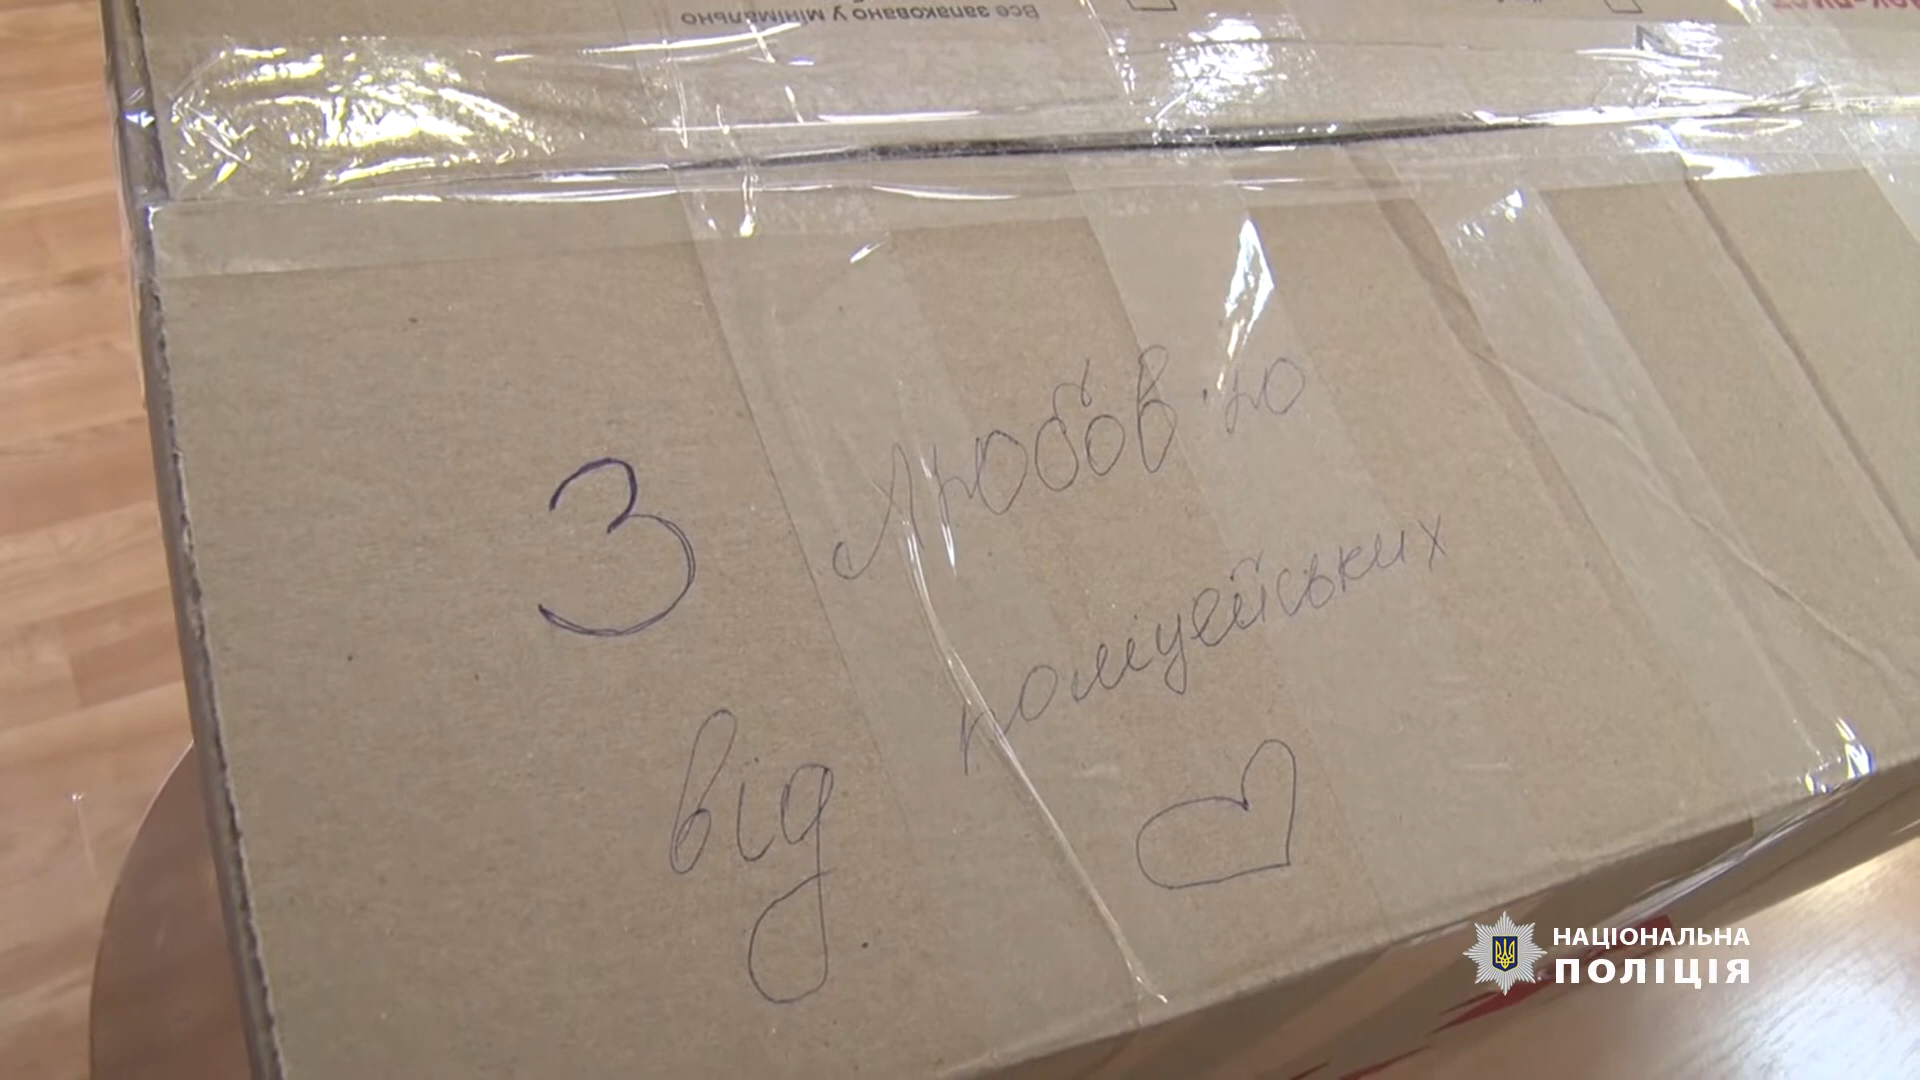 Все запаковано у мінімально
З любов'ю
від поліцейських
НАЦІОНАЛЬНА
ПОЛІЦІЯ